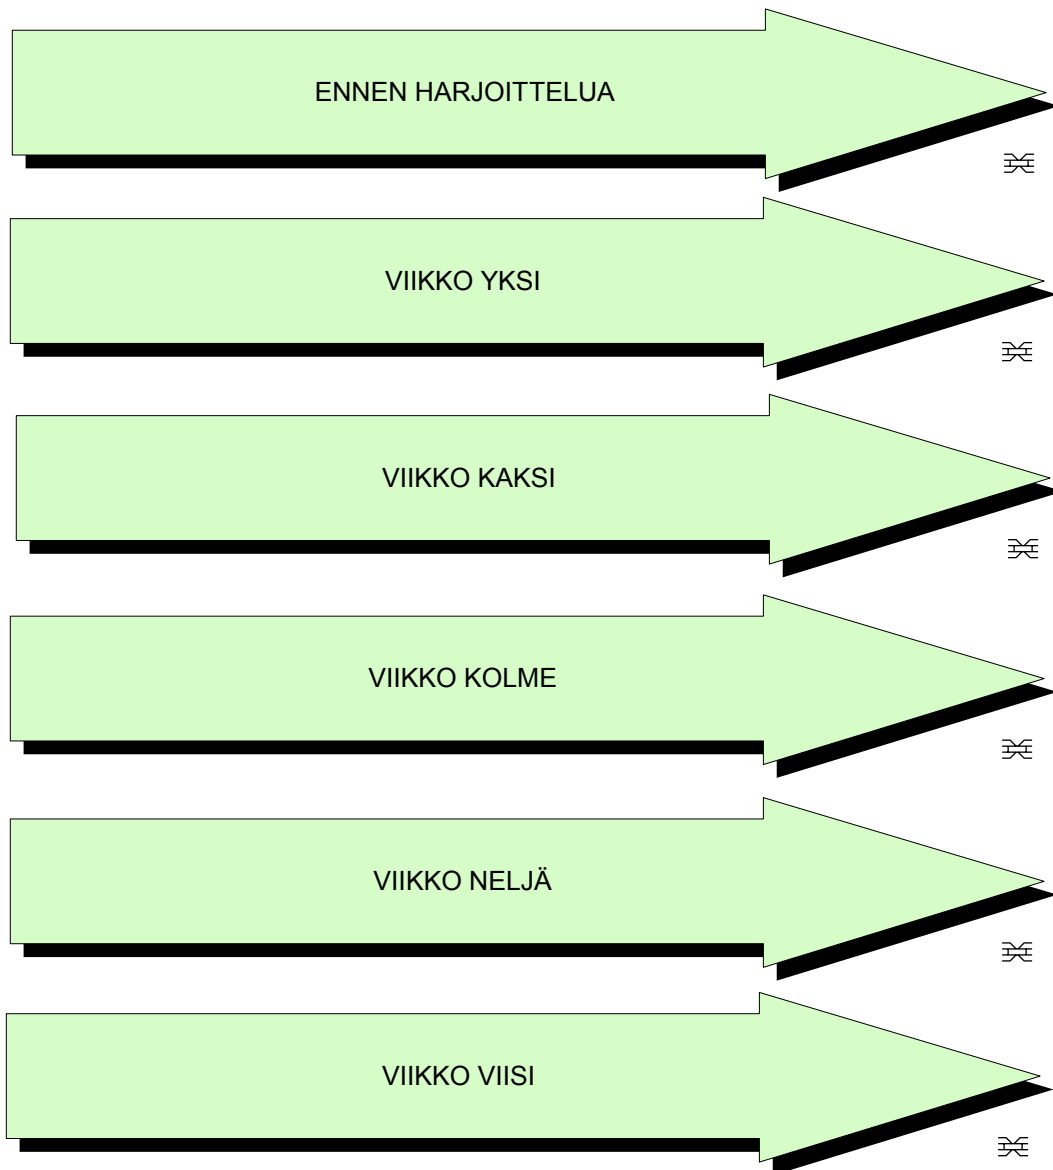 ENNEN HARJOITTELUA
VIIKKO YKSI
VIIKKO KAKSI
VIIKKO KOLME
VIIKKO NELJÄ
VIIKKO VIISI